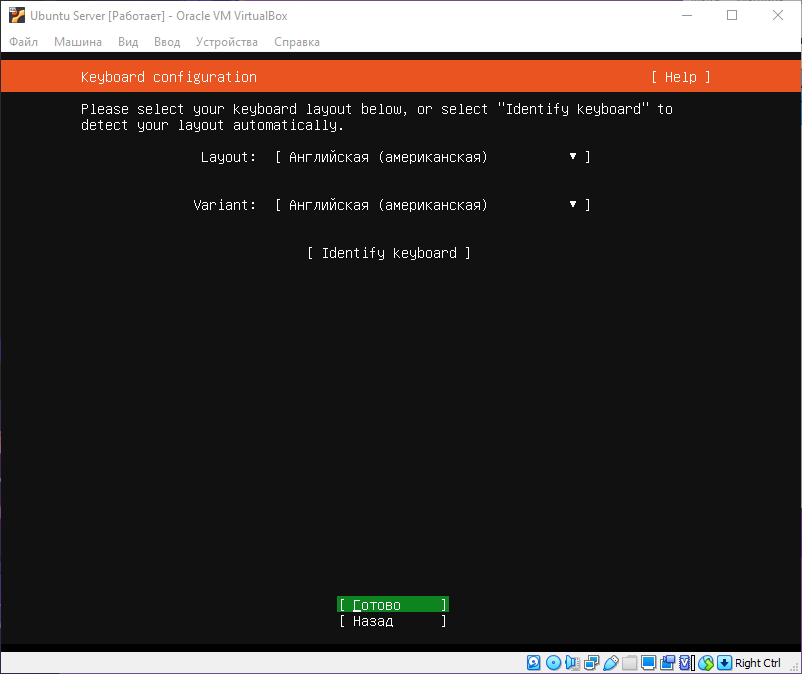 Ubuntu Server [Работает] - Oracle VM VirtualBox
Файл Машина Вид Ввод Устройства Справка
Keyboard configuration [ Help ]
Please select your keyboard layout below, or select "Identify keyboard" to
detect your layout automatically.
Layout: [ Английская (американская) ▼ ]
Variant: [ Английская (американская) ▼ ]
[ Identify keyboard ]
[ Готово ]
[ Назад ]
Right Ctrl